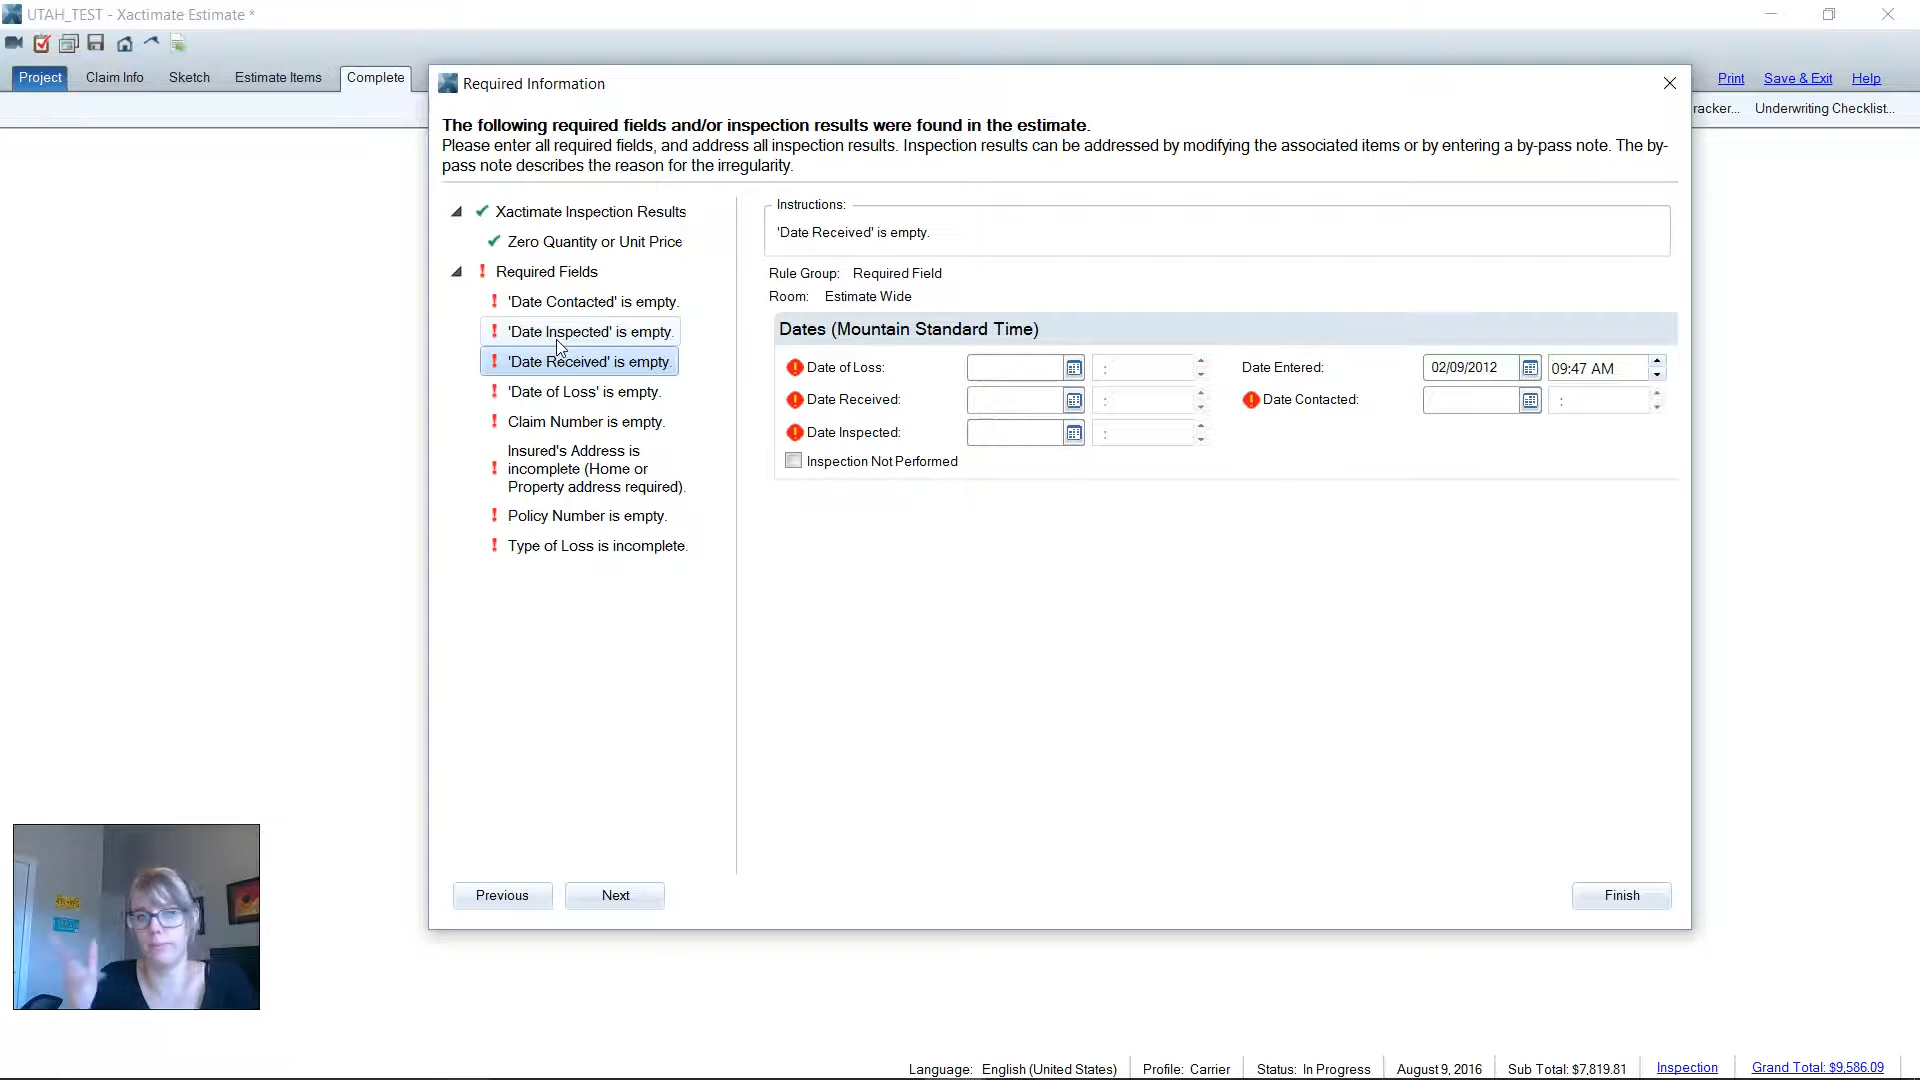 UTAH_TEST - Xactimate Estimate *
Project Claim Info Sketch Estimate Items Complete
Print Save & Exit Help
racker... Underwriting Checklist...
Required Information
The following required fields and/or inspection results were found in the estimate.
Please enter all required fields, and address all inspection results. Inspection results can be addressed by modifying the associated items or by entering a by-pass note. The by-
pass note describes the reason for the irregularity.
Xactimate Inspection Results
Zero Quantity or Unit Price
Required Fields
'Date Contacted' is empty.
'Date Inspected' is empty.
'Date Received' is empty.
'Date of Loss' is empty.
Claim Number is empty.
Insured's Address is
incomplete (Home or
Property address required).
Policy Number is empty.
Type of Loss is incomplete.
Instructions:
'Date Received' is empty.
Rule Group: Required Field
Room: Estimate Wide
Dates (Mountain Standard Time)
Date of Loss: : Date Entered: 02/09/2012 09:47 AM
Date Received: : Date Contacted: :
Date Inspected: :
Inspection Not Performed
Previous Next Finish
Language: English (United States) Profile: Carrier Status: In Progress August 9, 2016 Sub Total: $7,819.81 Inspection Grand Total: $9,586.09